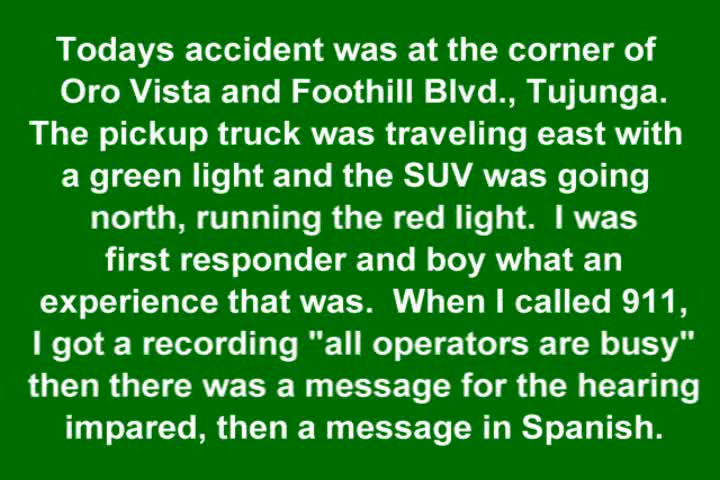 Todays accident was at the corner of
Oro Vista and Foothill Blvd., Tujunga.
The pickup truck was traveling east with
a green light and the SUV was going
north, running the red light.  I was
first responder and boy what an
experience that was.  When I called 911,
I got a recording "all operators are busy"
then there was a message for the hearing
impared, then a message in Spanish.